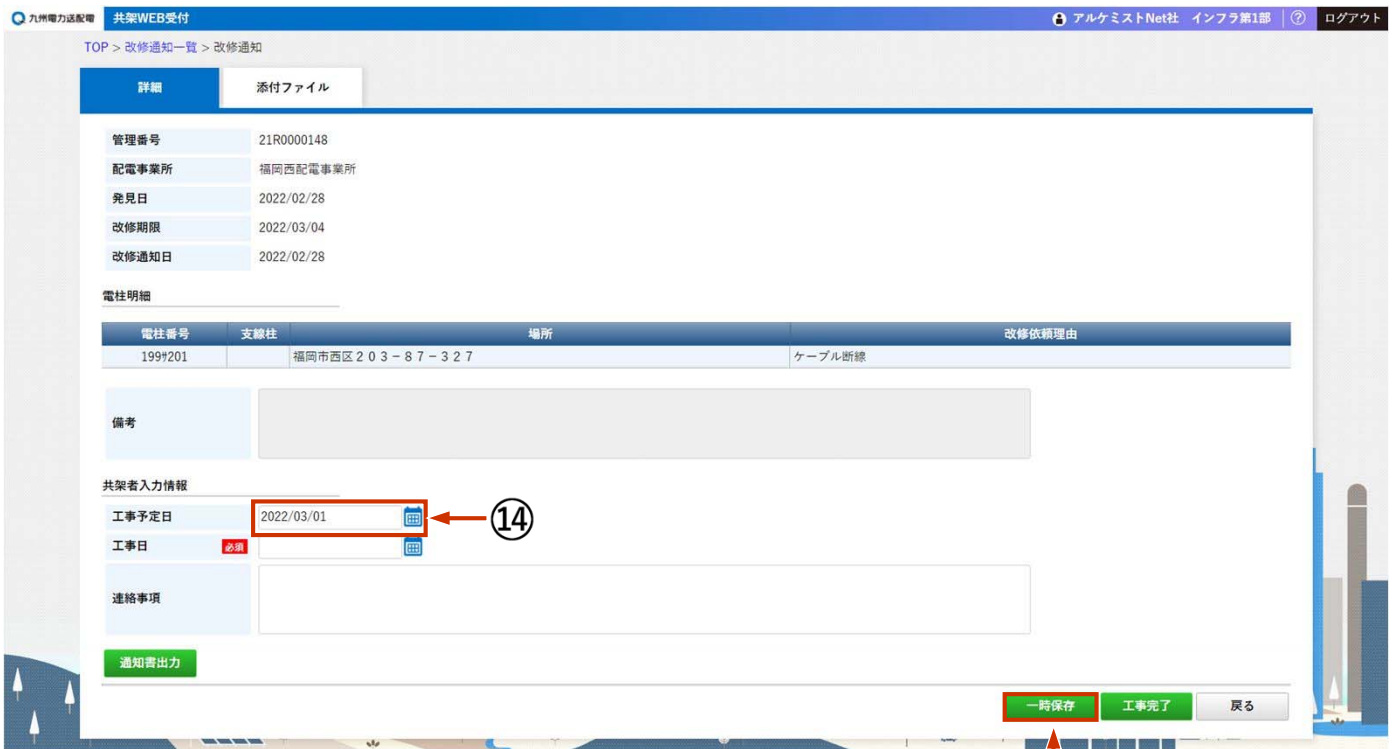 九州電力送配電 共架WEB受付 アルケミストNet社 インフラ第1部 ? ログアウト
TOP > 改修通知一覧 > 改修通知
詳細 添付ファイル
管理番号 21R0000148
配電事業所 福岡西配電事業所
発見日 2022/02/28
改修期限 2022/03/04
改修通知日 2022/02/28
電柱明細
電柱番号 支線柱 場所 改修依頼理由
199ｻ201 福岡市西区２０３－８７－３２７ ケーブル断線
備考
共架者入力情報
工事予定日 2022/03/01 ⑭
工事日 必須
連絡事項
通知書出力
一時保存 工事完了 戻る